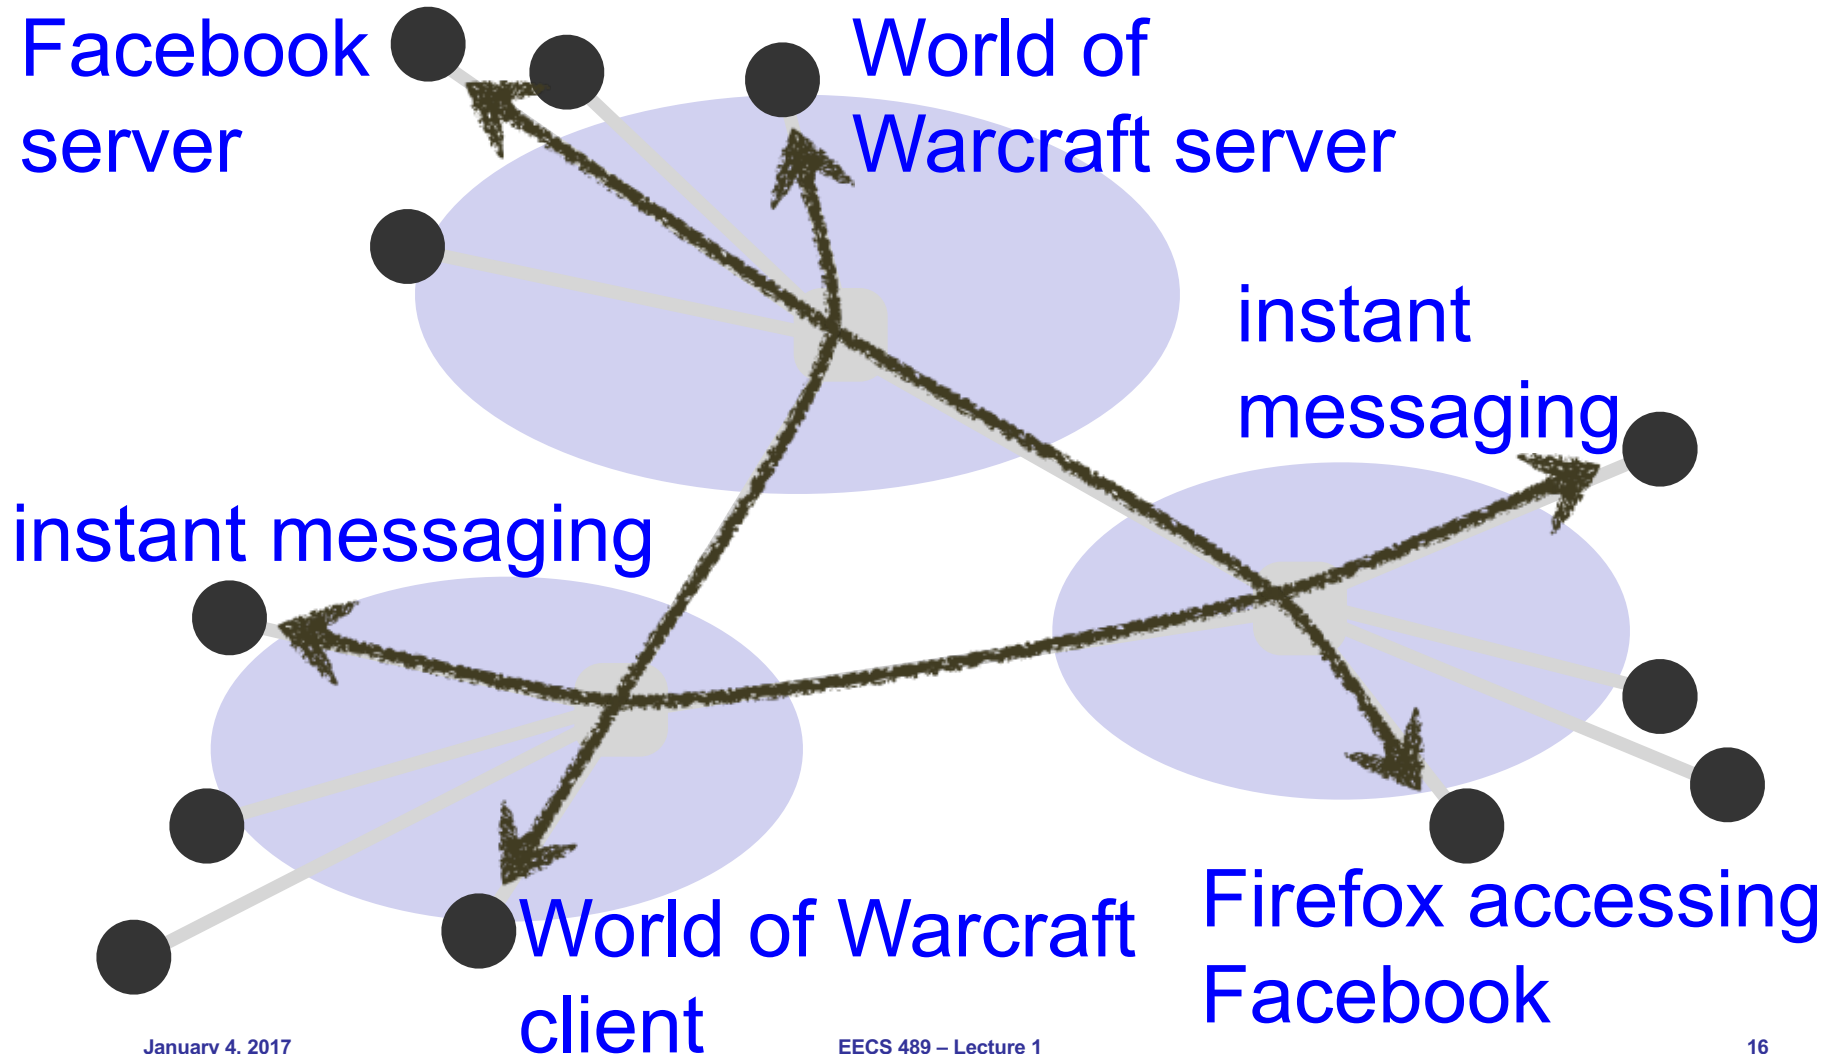 Facebook
server
World of
Warcraft server
instant
messaging
instant messaging
World of Warcraft
client
Firefox accessing
Facebook
January 4, 2017
EECS 489 – Lecture 1
16